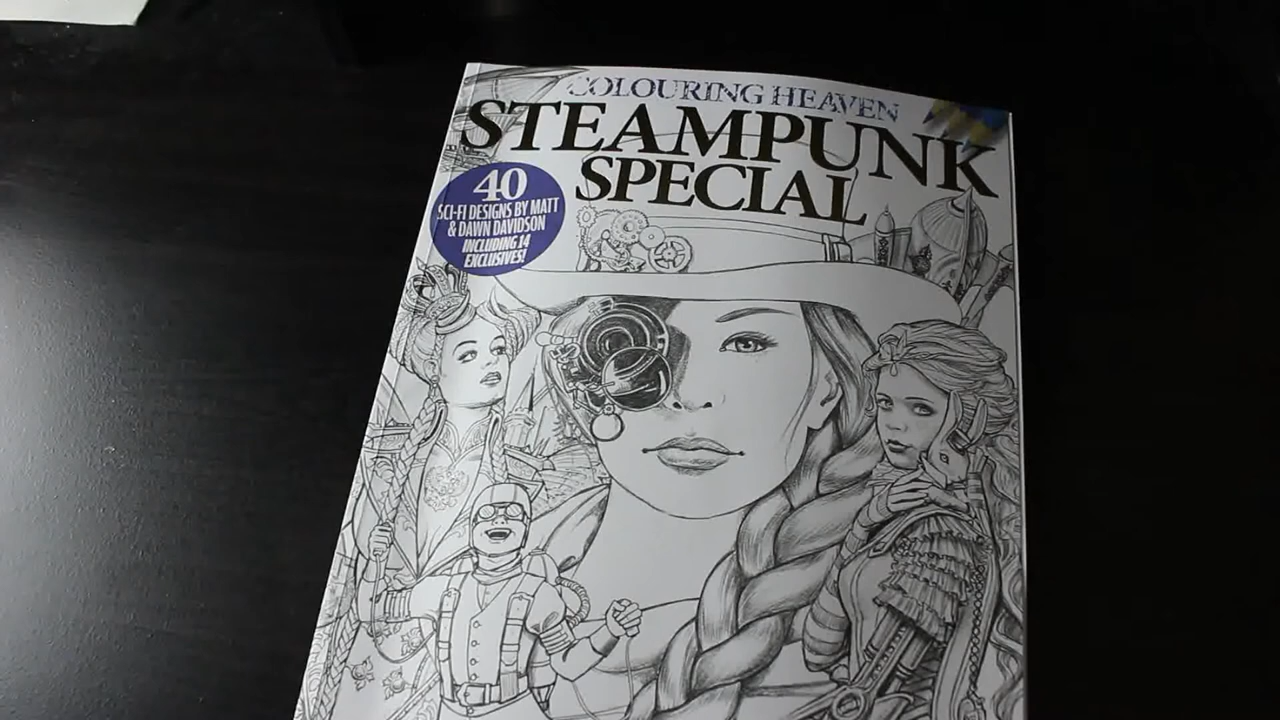 COLOURING HEAVEN
STEAMPUNK
SPECIAL
40
SCI-FI DESIGNS BY MATT
& DAWN DAVIDSON
INCLUDING 14
EXCLUSIVES!